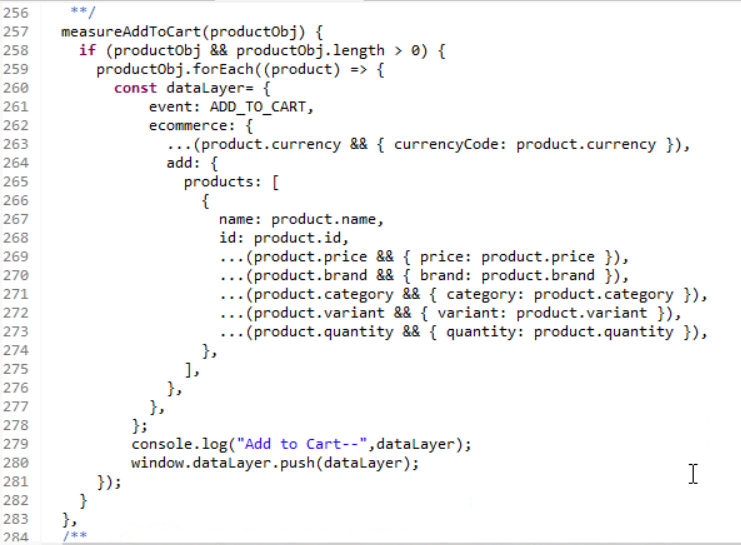 256 **/
257 measureAddToCart(productObj) {
258 if (productObj && productObj.length > 0) {
259 productObj.forEach((product) => {
260 const dataLayer= {
261 event: ADD_TO_CART,
262 ecommerce: {
263 ...(product.currency && { currencyCode: product.currency }),
264 add: {
265 products: [
266 {
267 name: product.name,
268 id: product.id,
269 ...(product.price && { price: product.price }),
270 ...(product.brand && { brand: product.brand }),
271 ...(product.category && { category: product.category }),
272 ...(product.variant && { variant: product.variant }),
273 ...(product.quantity && { quantity: product.quantity }),
274 },
275 ],
276 },
277 },
278 };
279 console.log("Add to Cart--",dataLayer);
280 window.dataLayer.push(dataLayer);
281 });
282 }
283 },
284 /**